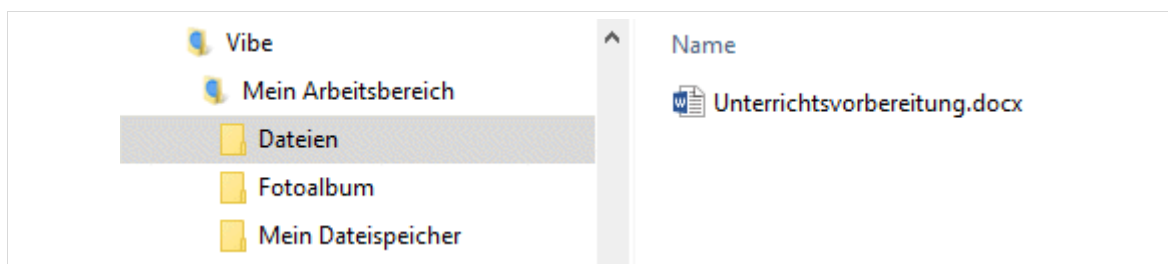 Vibe
Mein Arbeitsbereich
Dateien
Fotoalbum
Mein Dateispeicher
Name
Unterrichtsvorbereitung.docx